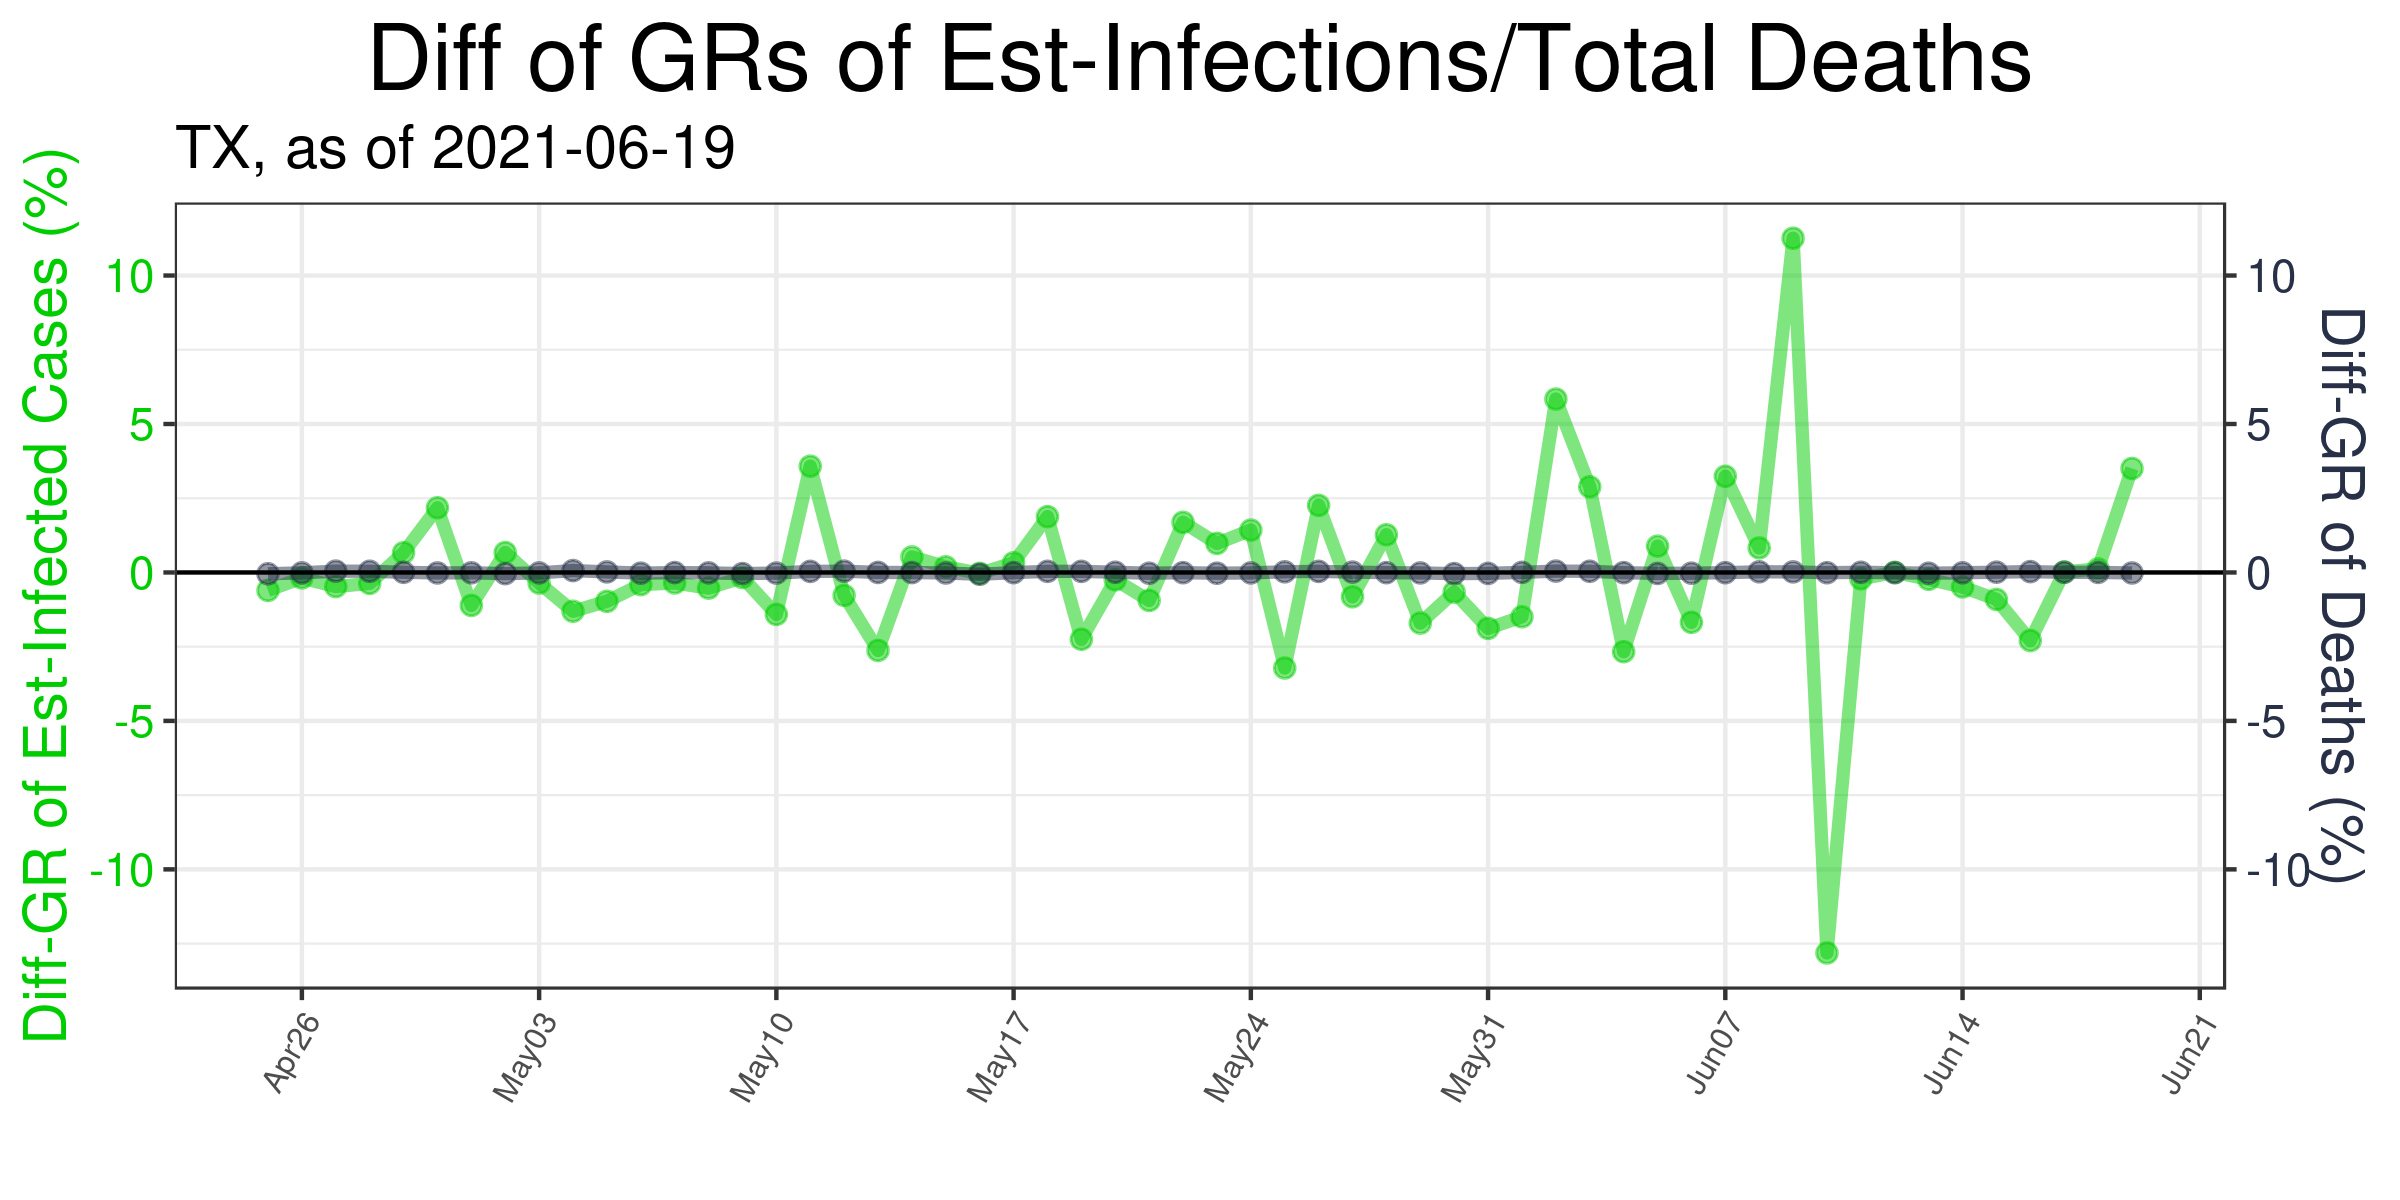 Diff of GRs of Est-Infections/Total Deaths
TX, as of 2021-06-19
Diff-GR of Est-Infected Cases (%)
10
5
0
-5
-10
10
5
0
-5
-10
Diff-GR of Deaths (%)
Apr26
May03
May10
May17
May24
May31
Jun07
Jun14
Jun21